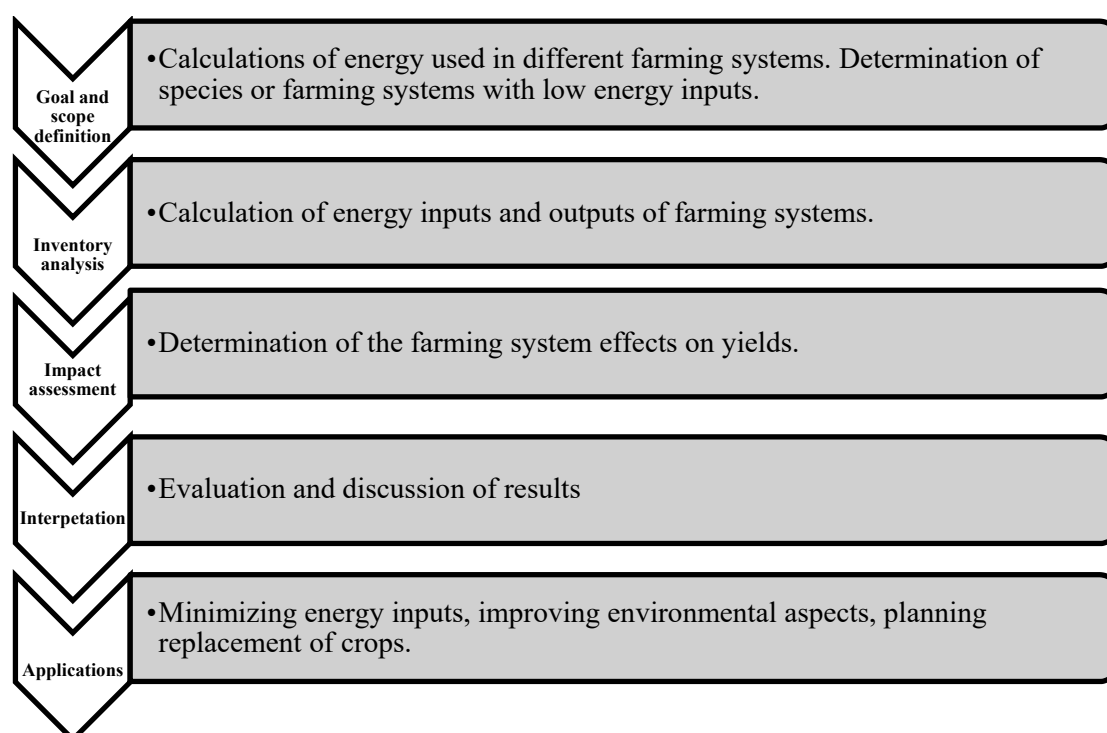 Goal and
scope
definition
•Calculations of energy used in different farming systems. Determination of
species or farming systems with low energy inputs.
Inventory
analysis
•Calculation of energy inputs and outputs of farming systems.
Impact
assessment
•Determination of the farming system effects on yields.
Interpetation
•Evaluation and discussion of results
Applications
•Minimizing energy inputs, improving environmental aspects, planning
replacement of crops.